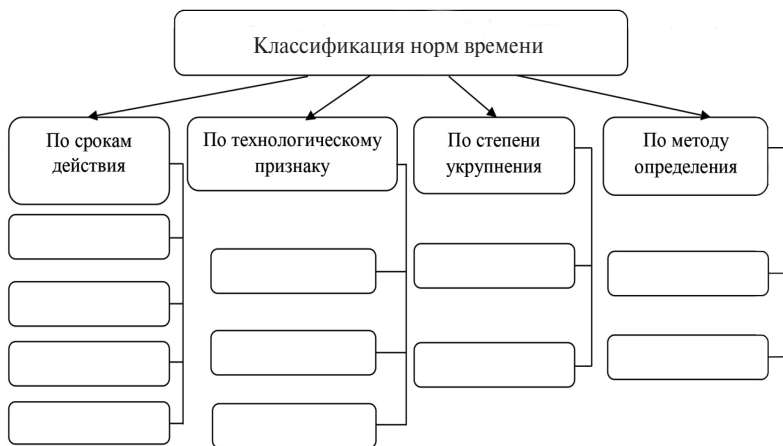 Классификация норм времени
По срокам
действия
По технологическому
признаку
По степени
укрупнения
По методу
определения